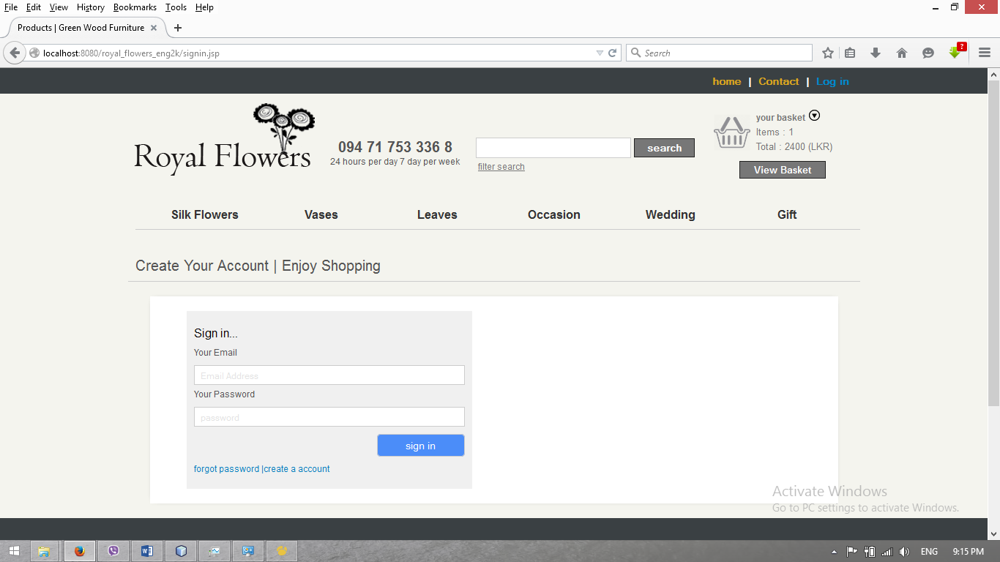 File Edit View History Bookmarks Tools Help
Products | Green Wood Furniture
localhost:8080/royal_flowers_eng2k/signin.jsp
Search
?
home | Contact | Log in
Royal Flowers
094 71 753 336 8
24 hours per day 7 day per week
search
filter search
your basket
Items : 1
Total : 2400 (LKR)
View Basket
Silk Flowers Vases Leaves Occasion Wedding Gift
Create Your Account | Enjoy Shopping
Sign in...
Your Email
Email Address
Your Password
password
sign in
forgot password |create a account
Activate Windows
Go to PC settings to activate Windows.
ENG 9:15 PM